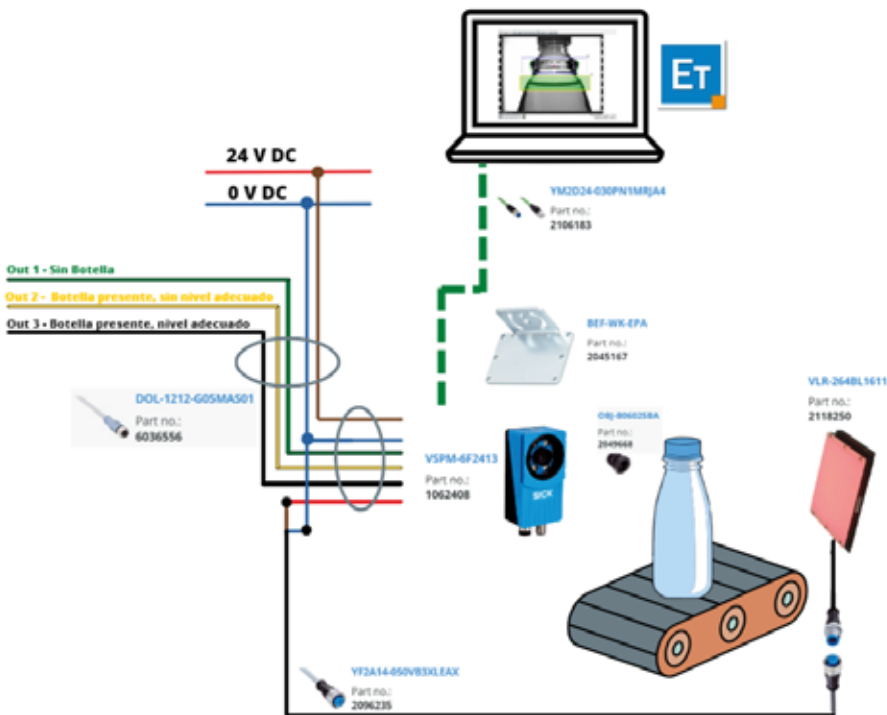 ET
24 V DC
0 V DC
YM2D24-030PN1MRJA4
Part no.:
2106183
Out 1 - Sin Botella
Out 2 - Botella presente, sin nivel adecuado
Out 3 - Botella presente, nivel adecuado
BEF-WK-EPA
Part no.:
2045167
DOL-1212-G05MAS01
Part no.:
6036556
VLR-264BL1611
Part no.:
2118250
OBJ-B06025BA
Part no.:
2049668
VSPM-6F2413
Part no.:
1062408
SICK
YF2A14-050VB3XLEAX
Part no.:
2096235